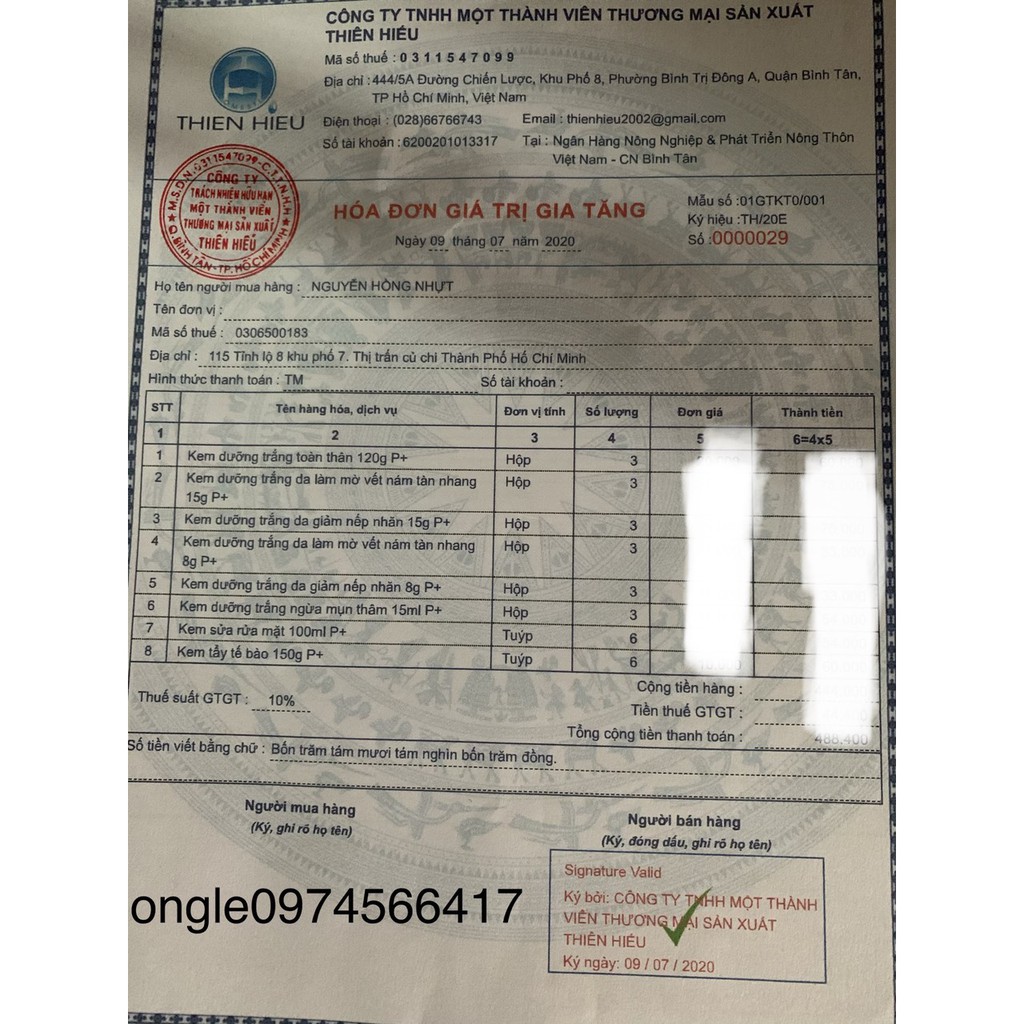 CÔNG TY TNHH MỘT THÀNH VIÊN THƯƠNG MẠI SẢN XUẤT
THIÊN HIẾU
Mã số thuế : 0311547099
Địa chỉ : 444/5A Đường Chiến Lược, Khu Phố 8, Phường Bình Trị Đông A, Quận Bình Tân,
TP Hồ Chí Minh, Việt Nam
THIEN HIEU
Điện thoại : (028)66766743 Email : thienhieu2002@gmail.com
Số tài khoản : 6200201013317 Tại : Ngân Hàng Nông Nghiệp & Phát Triển Nông Thôn
Việt Nam - CN Bình Tân
M.S.D.N:0311547099-C.T.T.N.H.H
CÔNG TY
TRÁCH NHIỆM HỮU HẠN
MỘT THÀNH VIÊN
THƯƠNG MẠI SẢN XUẤT
THIÊN HIẾU
Q.BÌNH TÂN-TP.HỒ CHÍ MINH
HÓA ĐƠN GIÁ TRỊ GIA TĂNG
Ngày 09 tháng 07 năm 2020
Mẫu số :01GTKT0/001
Ký hiệu :TH/20E
Số :0000029
Họ tên người mua hàng : NGUYỄN HỒNG NHỰT
Tên đơn vị :
Mã số thuế : 0306500183
Địa chỉ : 115 Tỉnh lộ 8 khu phố 7. Thị trấn củ chi Thành Phố Hồ Chí Minh
Hình thức thanh toán : TM Số tài khoản :
STT Tên hàng hóa, dịch vụ Đơn vị tính Số lượng Đơn giá Thành tiền
1 2 3 4 5 6=4x5
1 Kem dưỡng trắng toàn thân 120g P+ Hộp 3
2 Kem dưỡng trắng da làm mờ vết nám tàn nhang Hộp 3
15g P+
3 Kem dưỡng trắng da giảm nếp nhăn 15g P+ Hộp 3
4 Kem dưỡng trắng da làm mờ vết nám tàn nhang Hộp 3
8g P+
5 Kem dưỡng trắng da giảm nếp nhăn 8g P+ Hộp 3
6 Kem dưỡng trắng ngừa mụn thâm 15ml P+ Hộp 3
7 Kem sửa rửa mặt 100ml P+ Tuýp 6
8 Kem tẩy tế bào 150g P+ Tuýp 6
Cộng tiền hàng :
Thuế suất GTGT : 10% Tiền thuế GTGT :
Tổng cộng tiền thanh toán : 488.400
Số tiền viết bằng chữ : Bốn trăm tám mươi tám nghìn bốn trăm đồng.
Người mua hàng
(Ký, ghi rõ họ tên)
Người bán hàng
(Ký, đóng dấu, ghi rõ họ tên)
Signature Valid
Ký bởi: CÔNG TY TNHH MỘT THÀNH
VIÊN THƯƠNG MẠI SẢN XUẤT
THIÊN HIẾU
Ký ngày: 09 / 07 / 2020
ongle0974566417